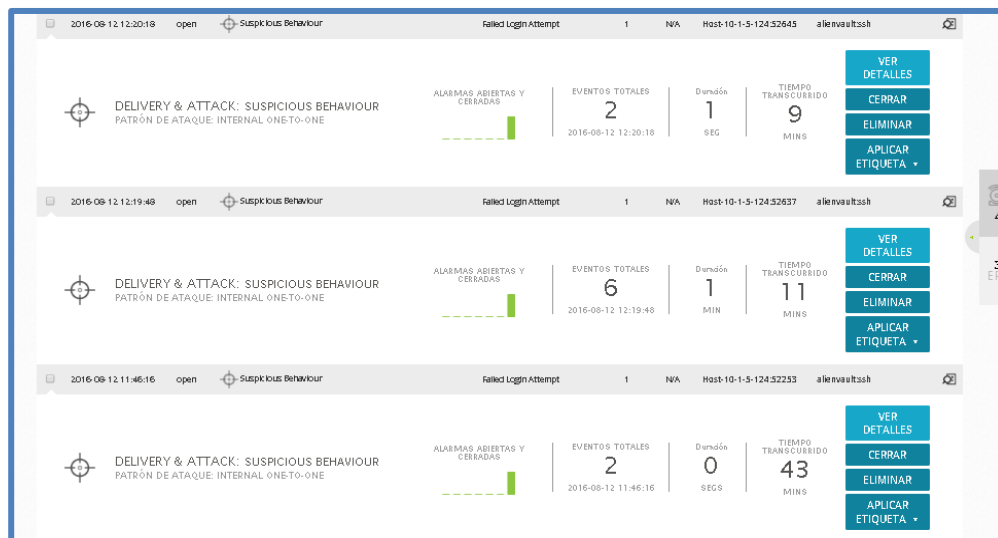 2016-08-12 12:20:18 open Suspicious Behaviour Failed Login Attempt 1 N/A Host-10-1-5-124:52645 alienvault:ssh
DELIVERY & ATTACK: SUSPICIOUS BEHAVIOUR
PATRÓN DE ATAQUE: INTERNAL ONE-TO-ONE
ALARMAS ABIERTAS Y
CERRADAS
EVENTOS TOTALES
2
2016-08-12 12:20:18
Duración
1
SEG
TIEMPO
TRANSCURRIDO
9
MINS
VER
DETALLES
CERRAR
ELIMINAR
APLICAR
ETIQUETA
2016-08-12 12:19:48 open Suspicious Behaviour Failed Login Attempt 1 N/A Host-10-1-5-124:52637 alienvault:ssh
DELIVERY & ATTACK: SUSPICIOUS BEHAVIOUR
PATRÓN DE ATAQUE: INTERNAL ONE-TO-ONE
ALARMAS ABIERTAS Y
CERRADAS
EVENTOS TOTALES
6
2016-08-12 12:19:48
Duración
1
MIN
TIEMPO
TRANSCURRIDO
11
MINS
VER
DETALLES
CERRAR
ELIMINAR
APLICAR
ETIQUETA
2016-08-12 11:46:16 open Suspicious Behaviour Failed Login Attempt 1 N/A Host-10-1-5-124:52253 alienvault:ssh
DELIVERY & ATTACK: SUSPICIOUS BEHAVIOUR
PATRÓN DE ATAQUE: INTERNAL ONE-TO-ONE
ALARMAS ABIERTAS Y
CERRADAS
EVENTOS TOTALES
2
2016-08-12 11:46:16
Duración
0
SEGS
TIEMPO
TRANSCURRIDO
43
MINS
VER
DETALLES
CERRAR
ELIMINAR
APLICAR
ETIQUETA